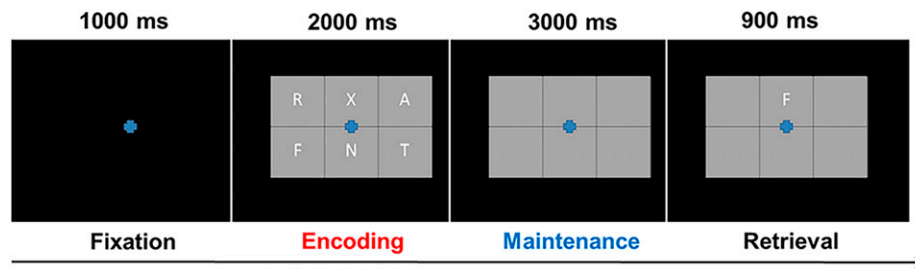 1000 ms 2000 ms 3000 ms 900 ms
R X A F
F N T
Fixation Encoding Maintenance Retrieval